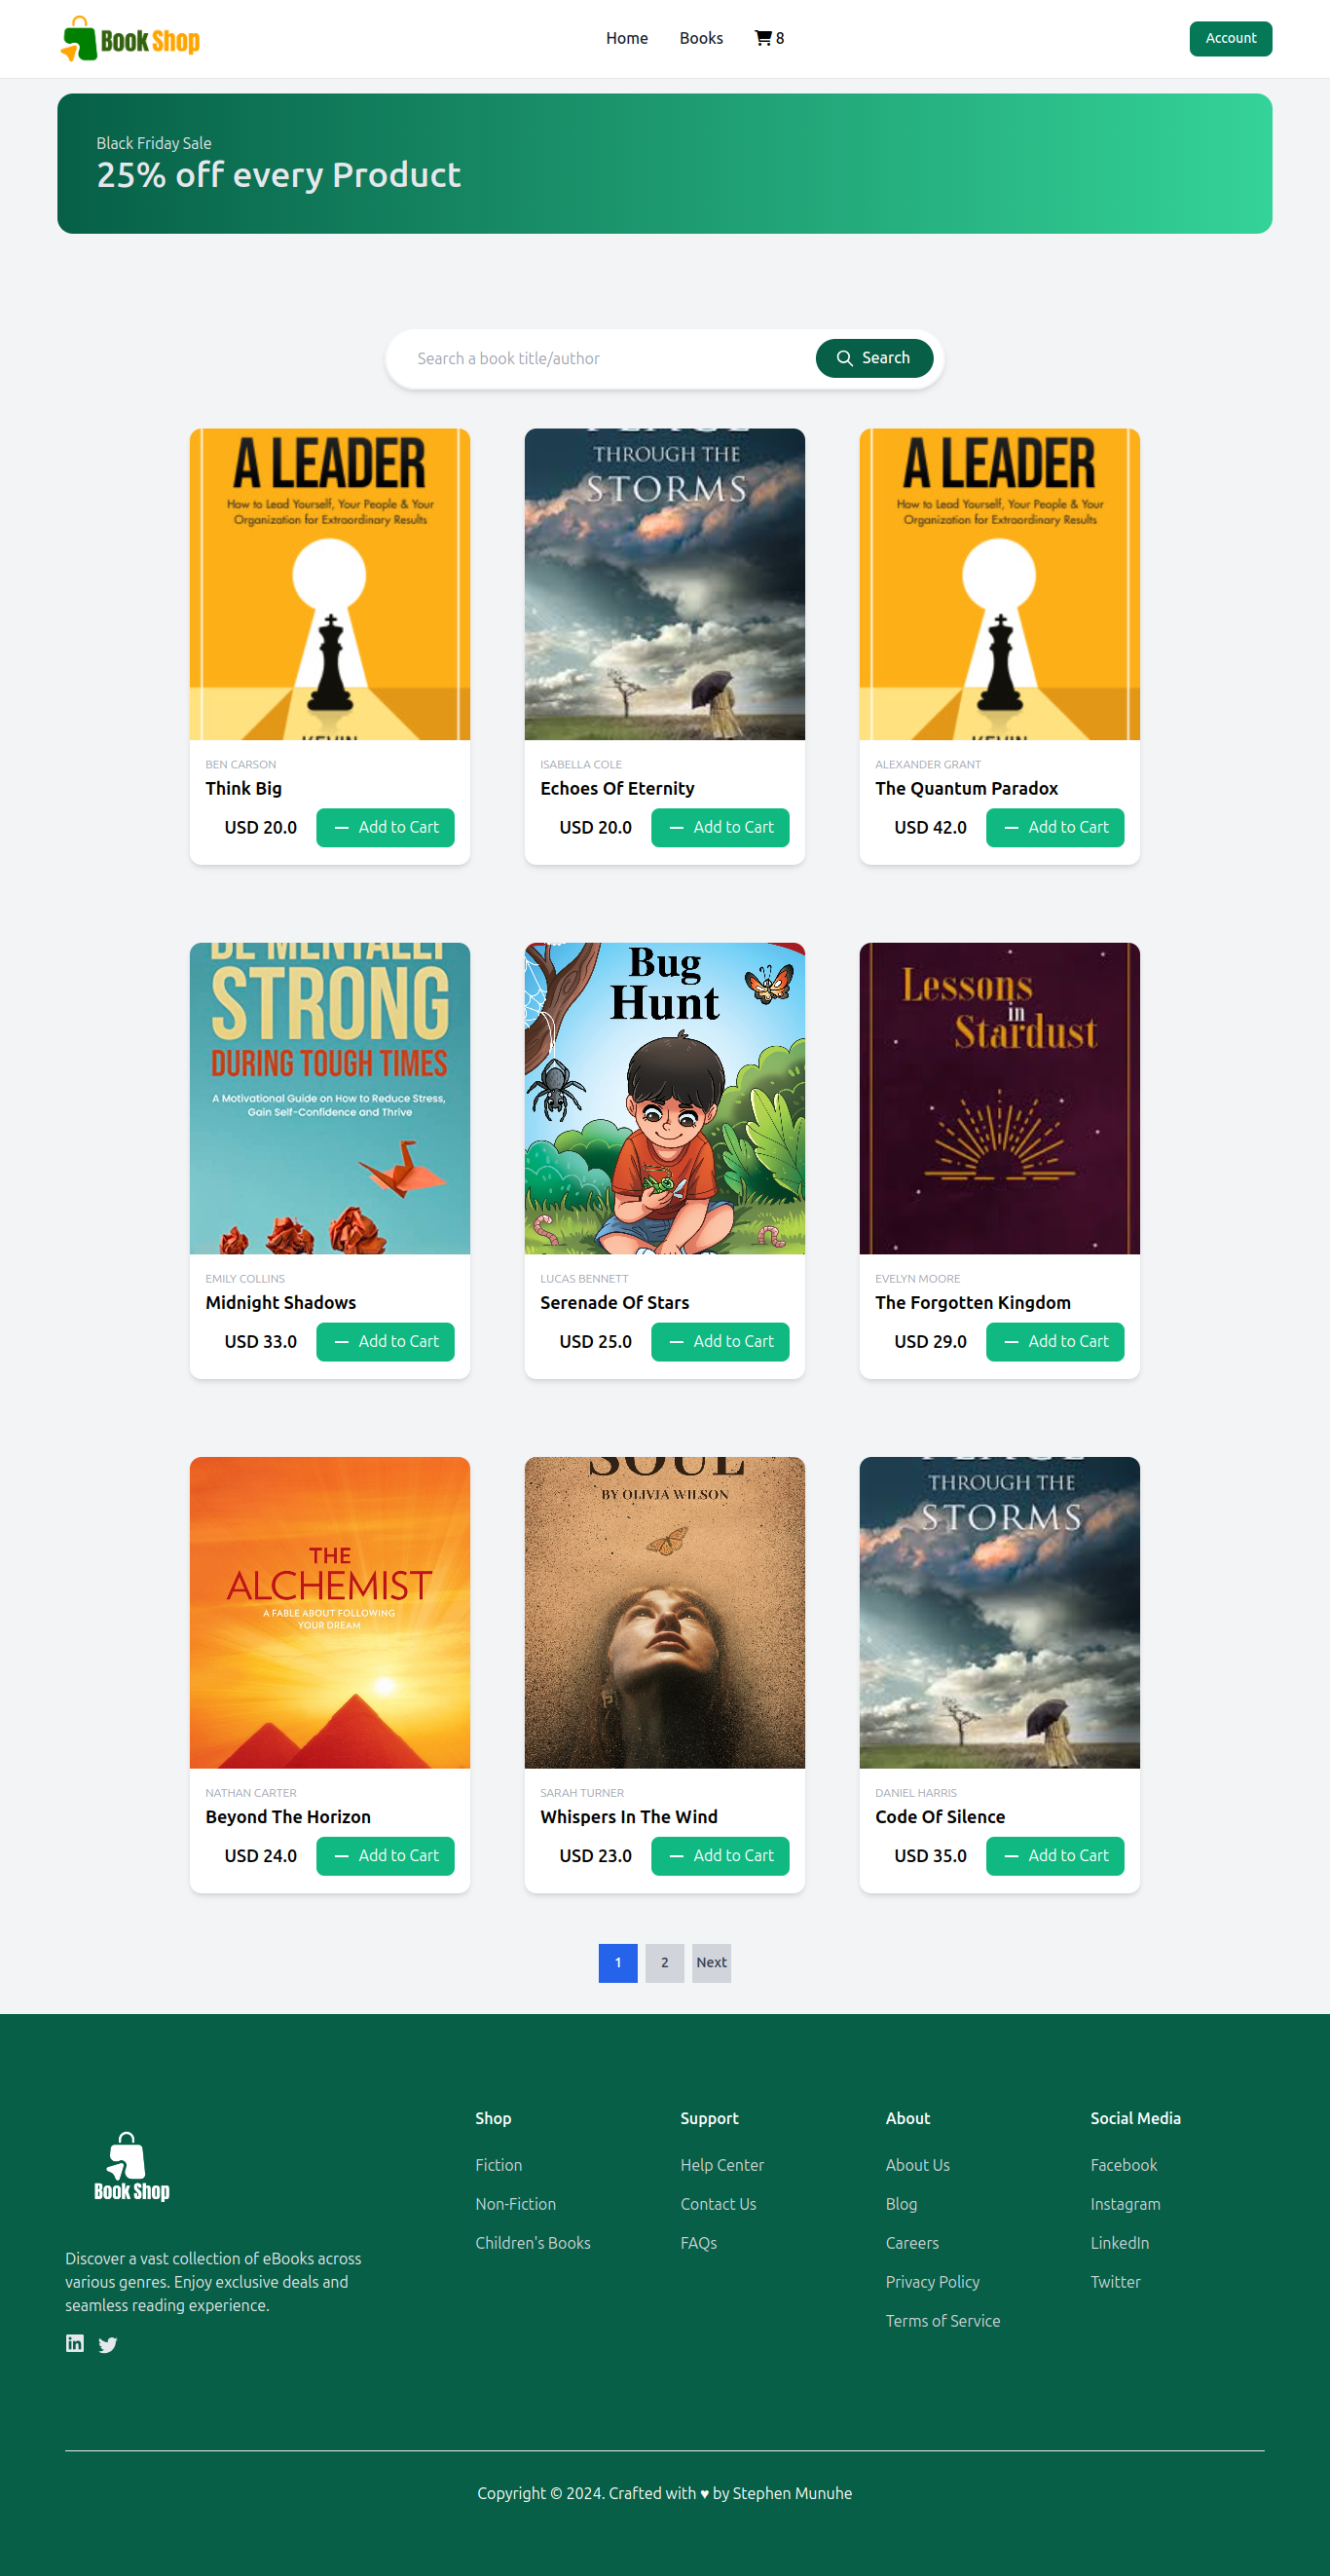 Book Shop
Home
Books
8
Account
Black Friday Sale
25% off every Product
Search a book title/author
Search
A LEADER
How to Lead Yourself, Your People & Your
Organization for Extraordinary Results
BEN CARSON
Think Big
USD 20.0
Add to Cart
THROUGH THE
STORMS
ISABELLA COLE
Echoes Of Eternity
USD 20.0
Add to Cart
A LEADER
How to Lead Yourself, Your People & Your
Organization for Extraordinary Results
ALEXANDER GRANT
The Quantum Paradox
USD 42.0
Add to Cart
BE MENTALLY
STRONG
DURING TOUGH TIMES
A Motivational Guide on How to Reduce Stress,
Gain Self-Confidence and Thrive
EMILY COLLINS
Midnight Shadows
USD 33.0
Add to Cart
Bug
Hunt
LUCAS BENNETT
Serenade Of Stars
USD 25.0
Add to Cart
Lessons
in
Stardust
EVELYN MOORE
The Forgotten Kingdom
USD 29.0
Add to Cart
THE
ALCHEMIST
A FABLE ABOUT FOLLOWING
YOUR DREAM
NATHAN CARTER
Beyond The Horizon
USD 24.0
Add to Cart
SOUL
BY OLIVIA WILSON
SARAH TURNER
Whispers In The Wind
USD 23.0
Add to Cart
THROUGH THE
STORMS
DANIEL HARRIS
Code Of Silence
USD 35.0
Add to Cart
1
2
Next
Book Shop
Discover a vast collection of eBooks across
various genres. Enjoy exclusive deals and
seamless reading experience.
Shop
Fiction
Non-Fiction
Children's Books
Support
Help Center
Contact Us
FAQs
About
About Us
Blog
Careers
Privacy Policy
Terms of Service
Social Media
Facebook
Instagram
LinkedIn
Twitter
Copyright © 2024. Crafted with ♥ by Stephen Munuhe